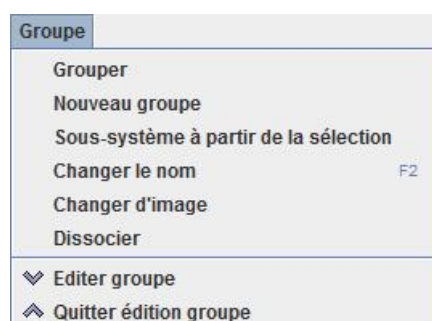 Groupe
Grouper
Nouveau groupe
Sous-système à partir de la sélection
Changer le nom F2
Changer d'image
Dissocier
Editer groupe
Quitter édition groupe